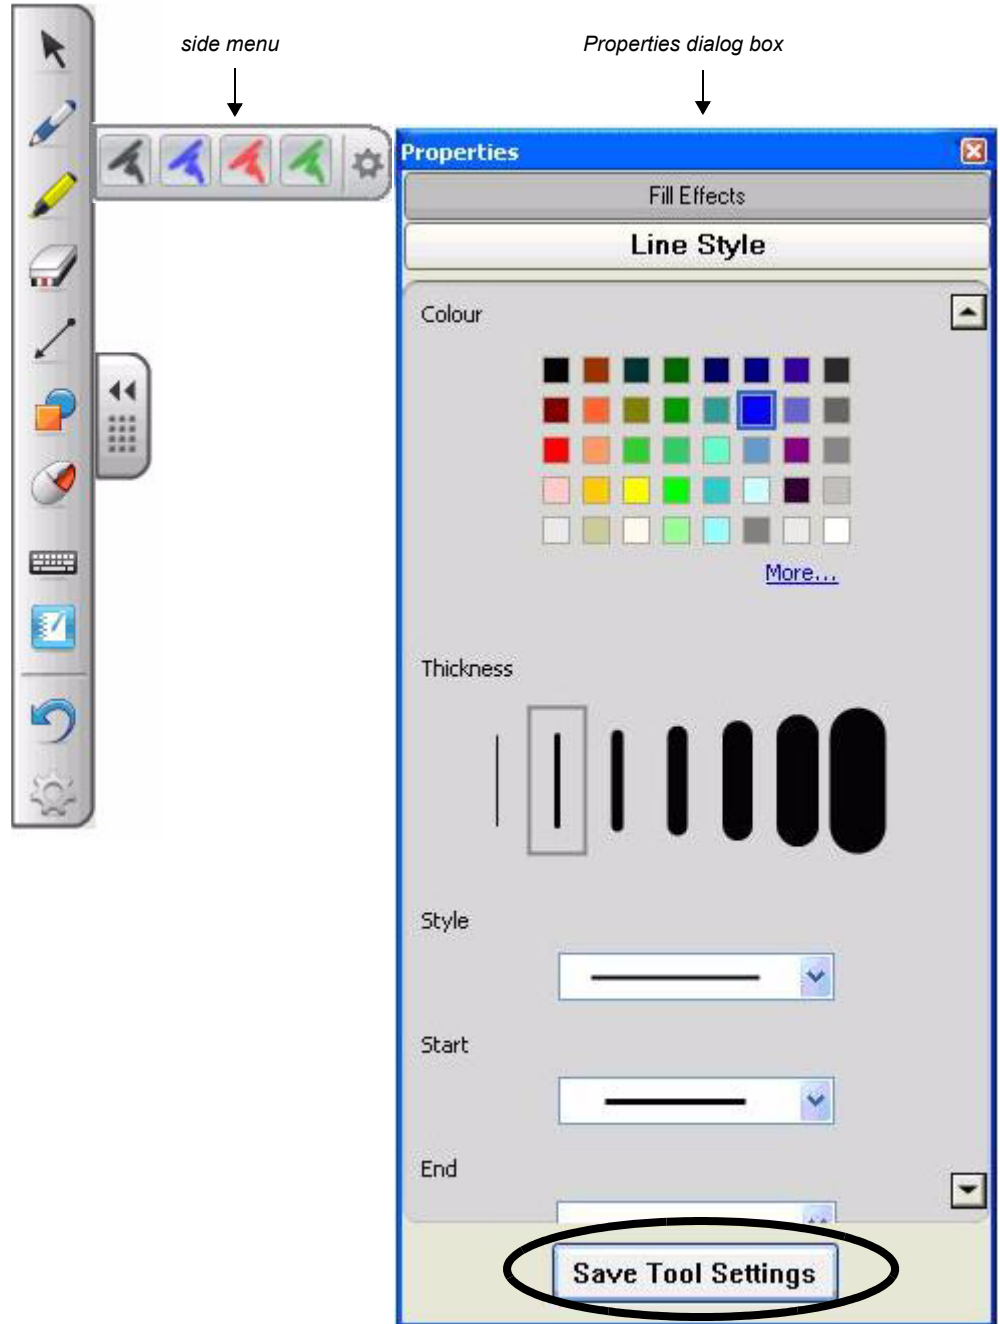 side menu
Properties dialog box
Properties
Fill Effects
Line Style
Colour
More...
Thickness
Style
Start
End
Save Tool Settings